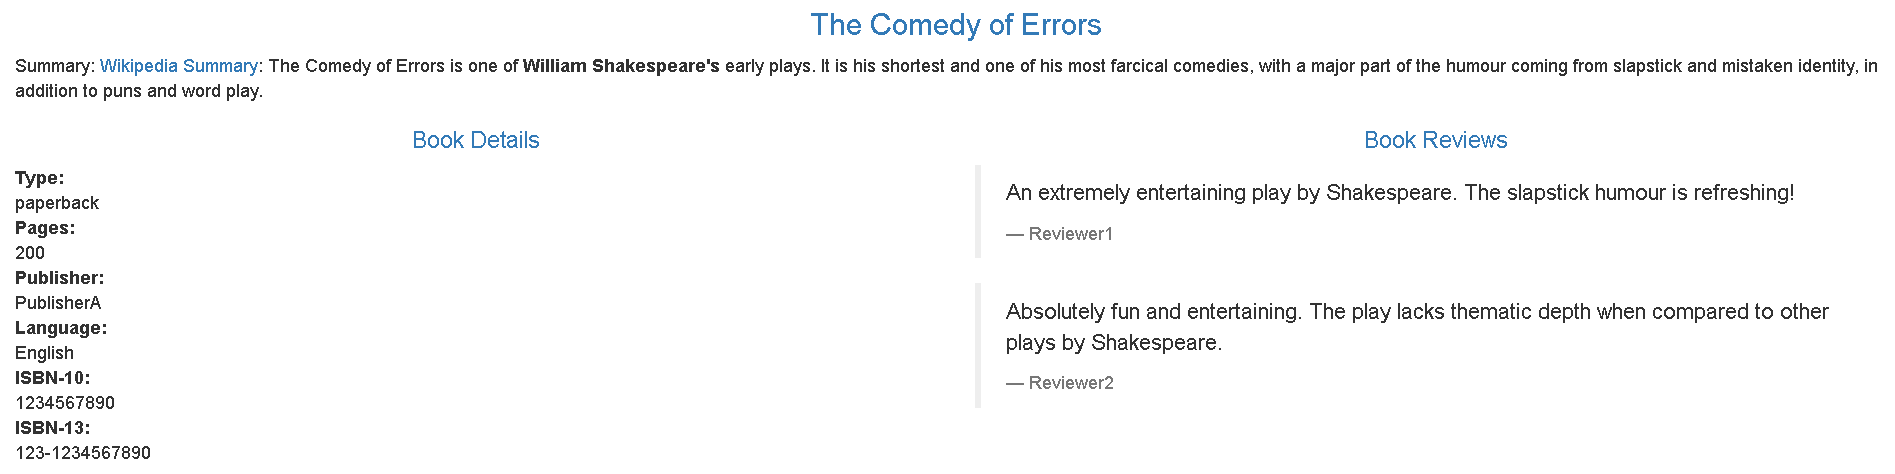 The Comedy of Errors
Summary: Wikipedia Summary: The Comedy of Errors is one of William Shakespeare's early plays. It is his shortest and one of his most farcical comedies, with a major part of the humour coming from slapstick and mistaken identity, in
addition to puns and word play.
Book Details
Type:
paperback
Pages:
200
Publisher:
PublisherA
Language:
English
ISBN-10:
1234567890
ISBN-13:
123-1234567890
Book Reviews
An extremely entertaining play by Shakespeare. The slapstick humour is refreshing!
— Reviewer1
Absolutely fun and entertaining. The play lacks thematic depth when compared to other
plays by Shakespeare.
— Reviewer2